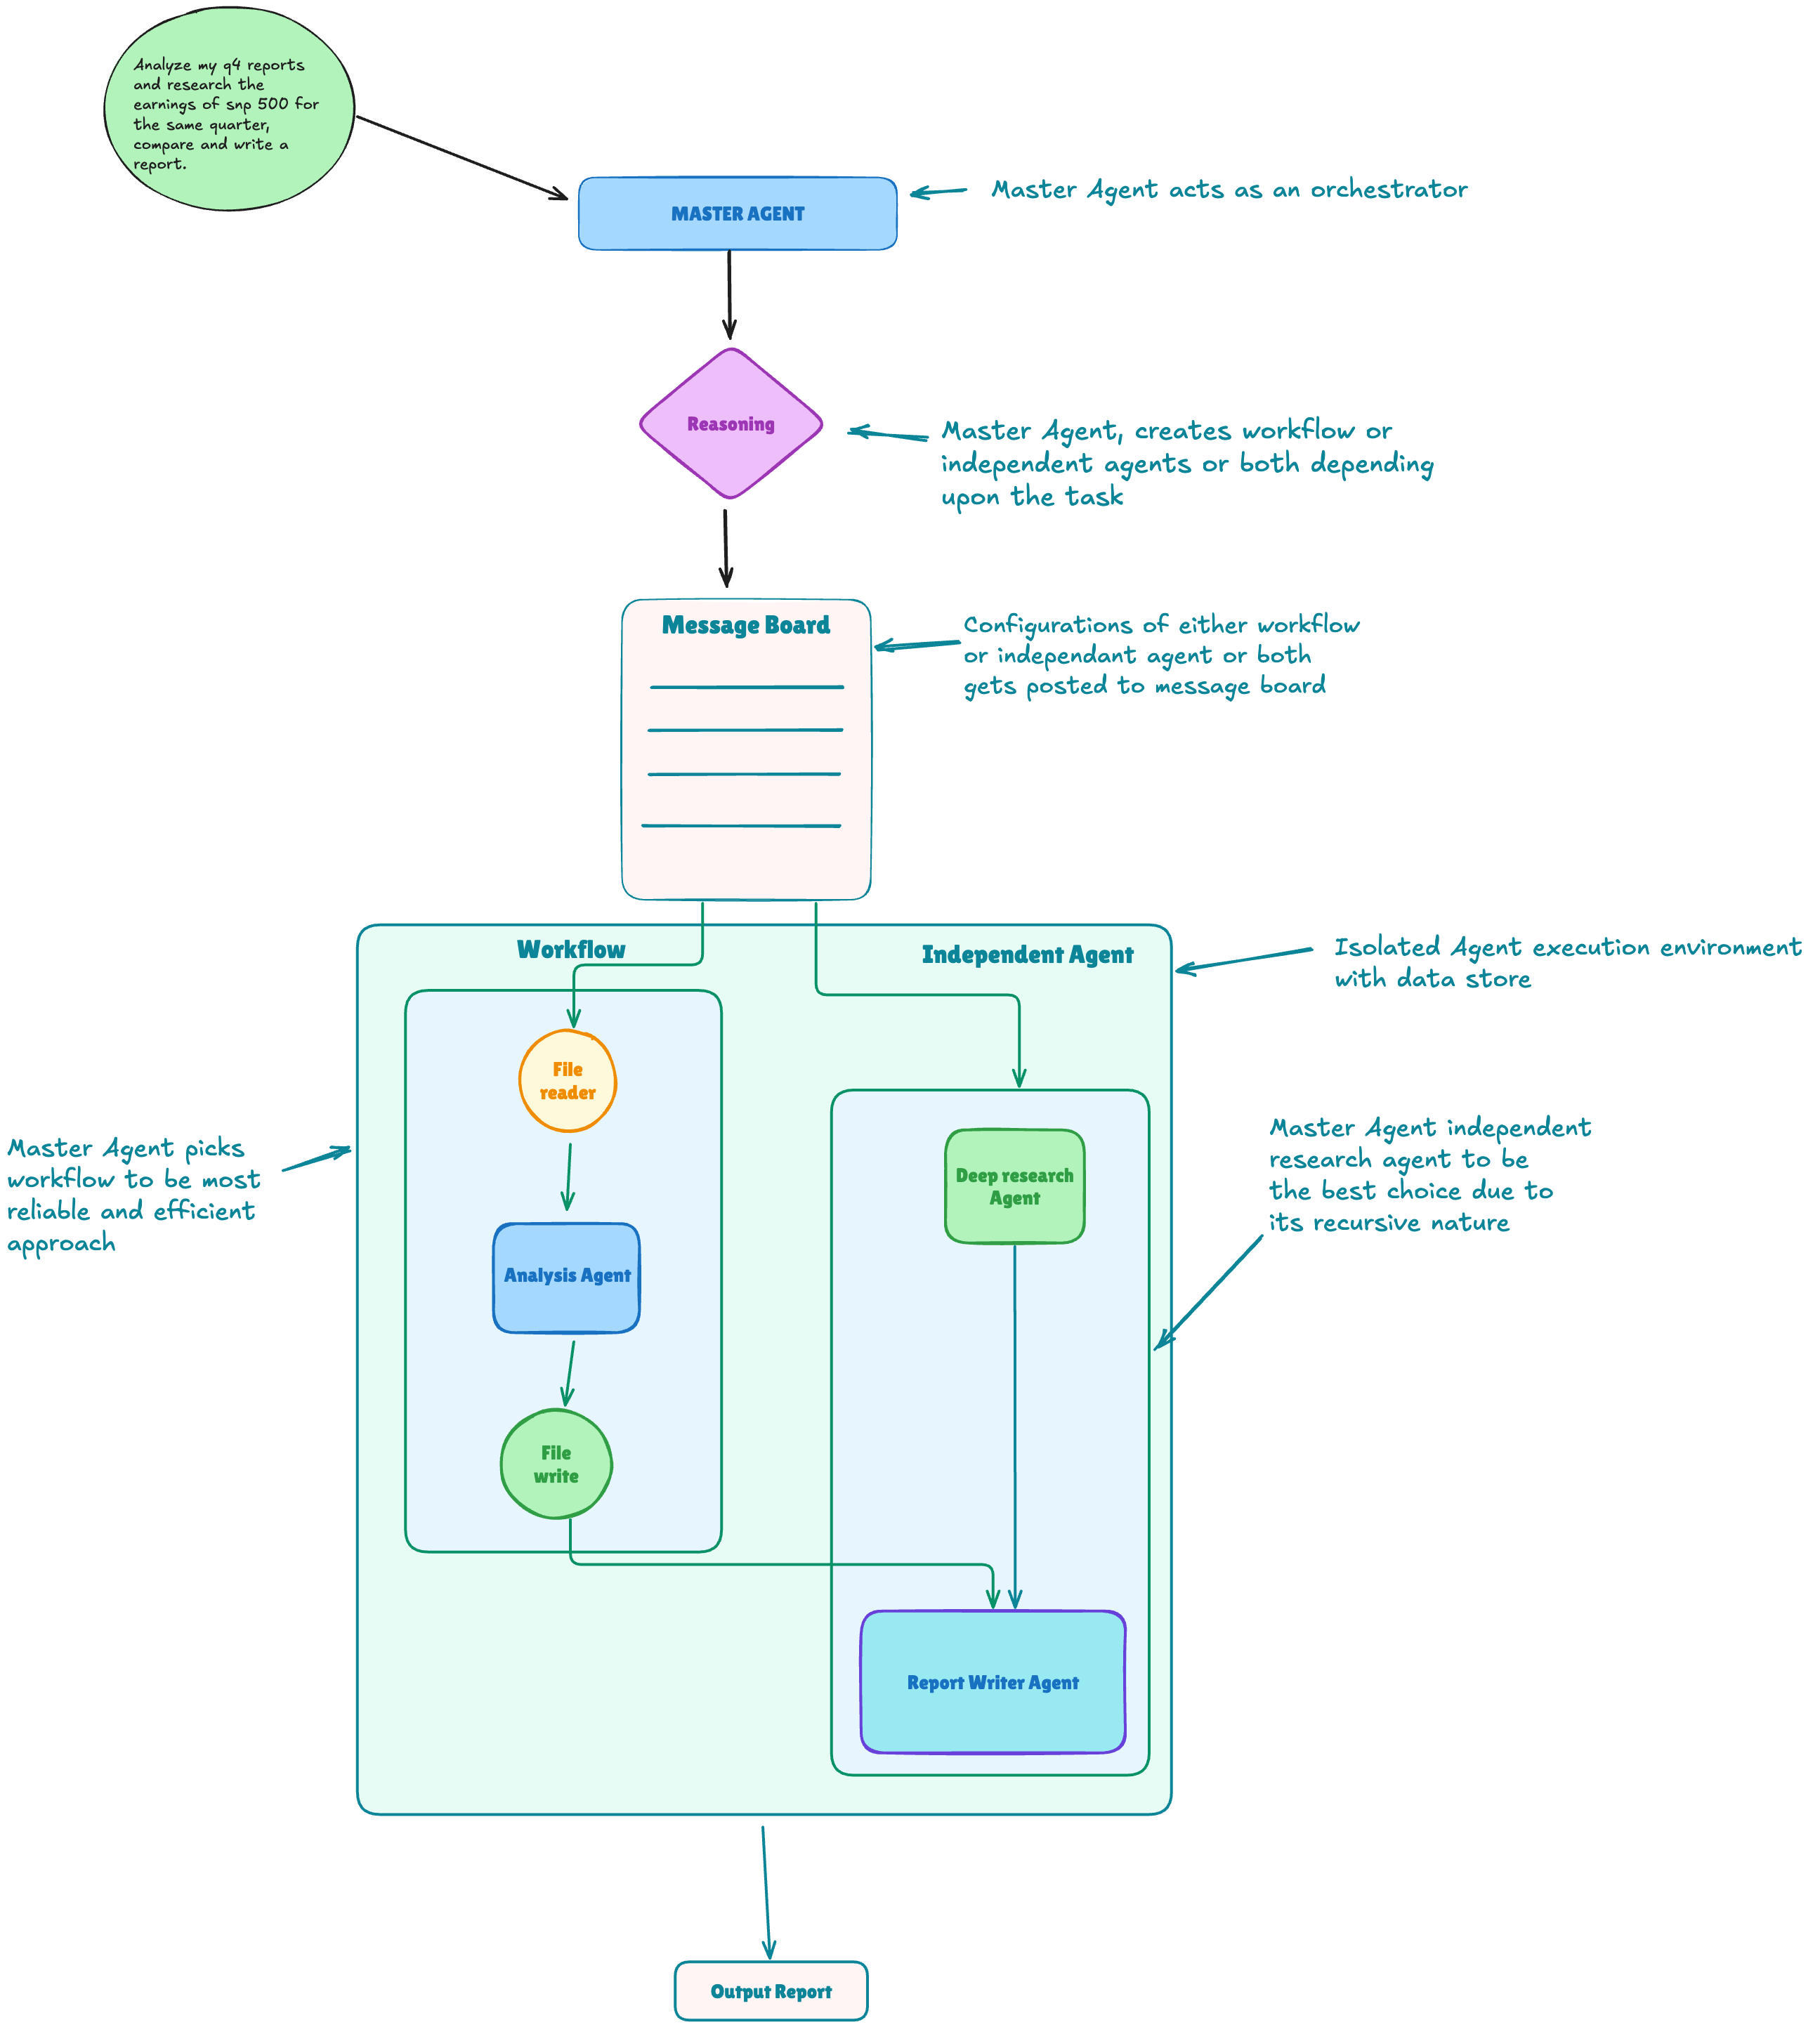 Analyze my q4 reports
and research the
earnings of snp 500 for
the same quarter,
compare and write a
report.
MASTER AGENT
Master Agent acts as an orchestrator
Reasoning
Master Agent, creates workflow or
independent agents or both depending
upon the task
Message Board
Configurations of either workflow
or independant agent or both
gets posted to message board
Workflow
Independent Agent
Isolated Agent execution environment
with data store
File
reader
Master Agent picks
workflow to be most
reliable and efficient
approach
Deep research
Agent
Master Agent independent
research agent to be
the best choice due to
its recursive nature
Analysis Agent
File
write
Report Writer Agent
Output Report